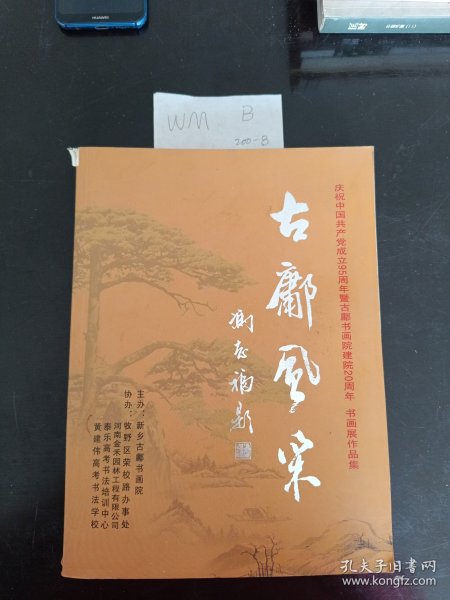 HUAWEI
WM B
200-8
庆祝中国共产党成立95周年暨古鄘书画院建院20周年 书画展作品集
古鄘风采
主办：新乡古鄘书画院
协办：牧野区荣校路办事处
河南金禾园林工程有限公司
泰乐高考书法培训中心
黄建伟高考书法学校
孔夫子旧书网
www.kongfz.com